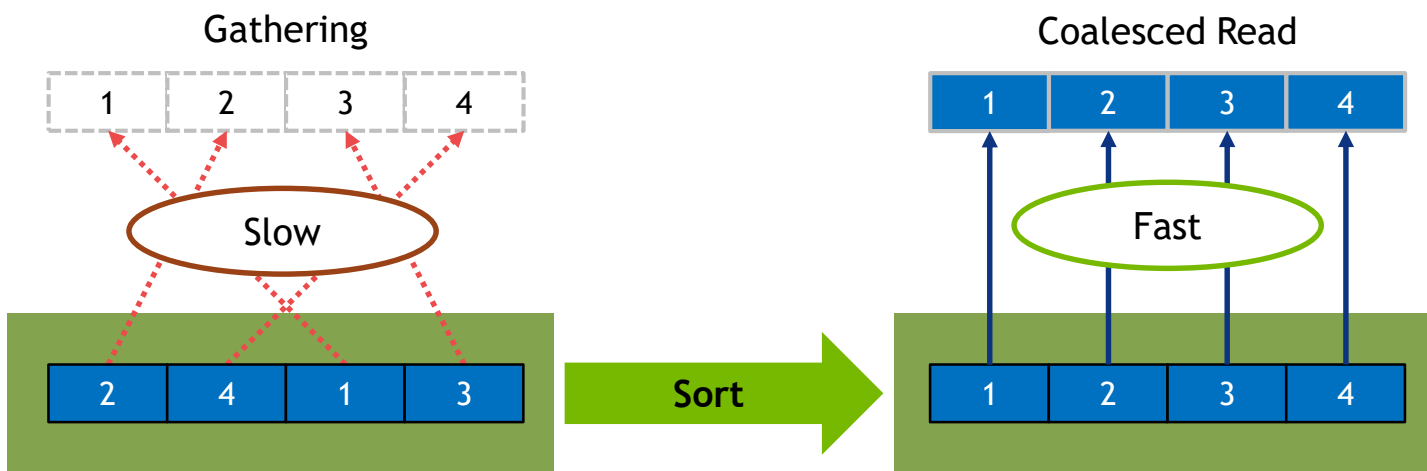 Gathering
1 2 3 4
Slow
2 4 1 3
Sort
Coalesced Read
1 2 3 4
Fast
1 2 3 4